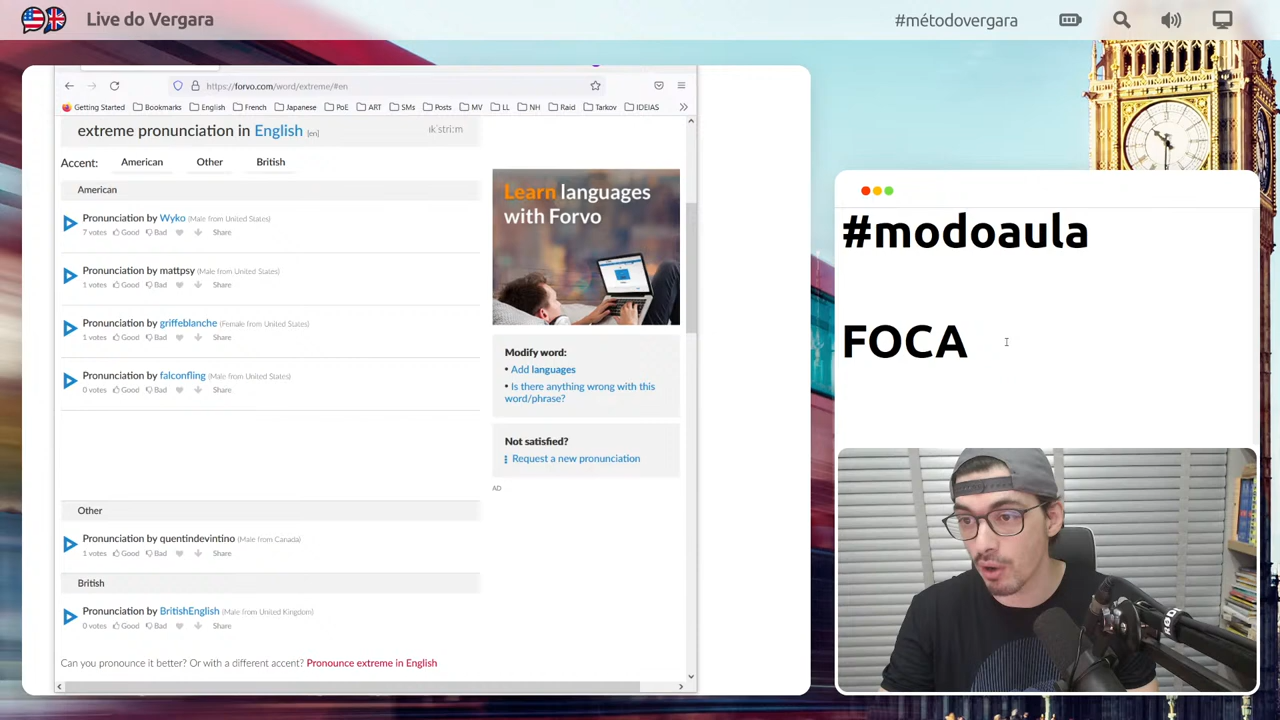 Live do Vergara
#métodovergara
https://forvo.com/word/extreme/#en
Getting Started Bookmarks English French Japanese PoE ART SMs Posts MV LL NH Raid Tarkov IDEIAS
extreme pronunciation in English [en]
ɪkˈstriːm
Accent: American Other British
American
Pronunciation by Wyko (Male from United States)
7 votes Good Bad Share
Pronunciation by mattpsy (Male from United States)
1 votes Good Bad Share
Pronunciation by griffeblanche (Female from United States)
1 votes Good Bad Share
Pronunciation by falconfling (Male from United States)
0 votes Good Bad Share
Other
Pronunciation by quentindevintino (Male from Canada)
1 votes Good Bad Share
British
Pronunciation by BritishEnglish (Male from United Kingdom)
0 votes Good Bad Share
Can you pronounce it better? Or with a different accent? Pronounce extreme in English
Learn languages
with Forvo
Modify word:
• Add languages
• Is there anything wrong with this
word/phrase?
Not satisfied?
Request a new pronunciation
AD
#modoaula
FOCA
RØDE